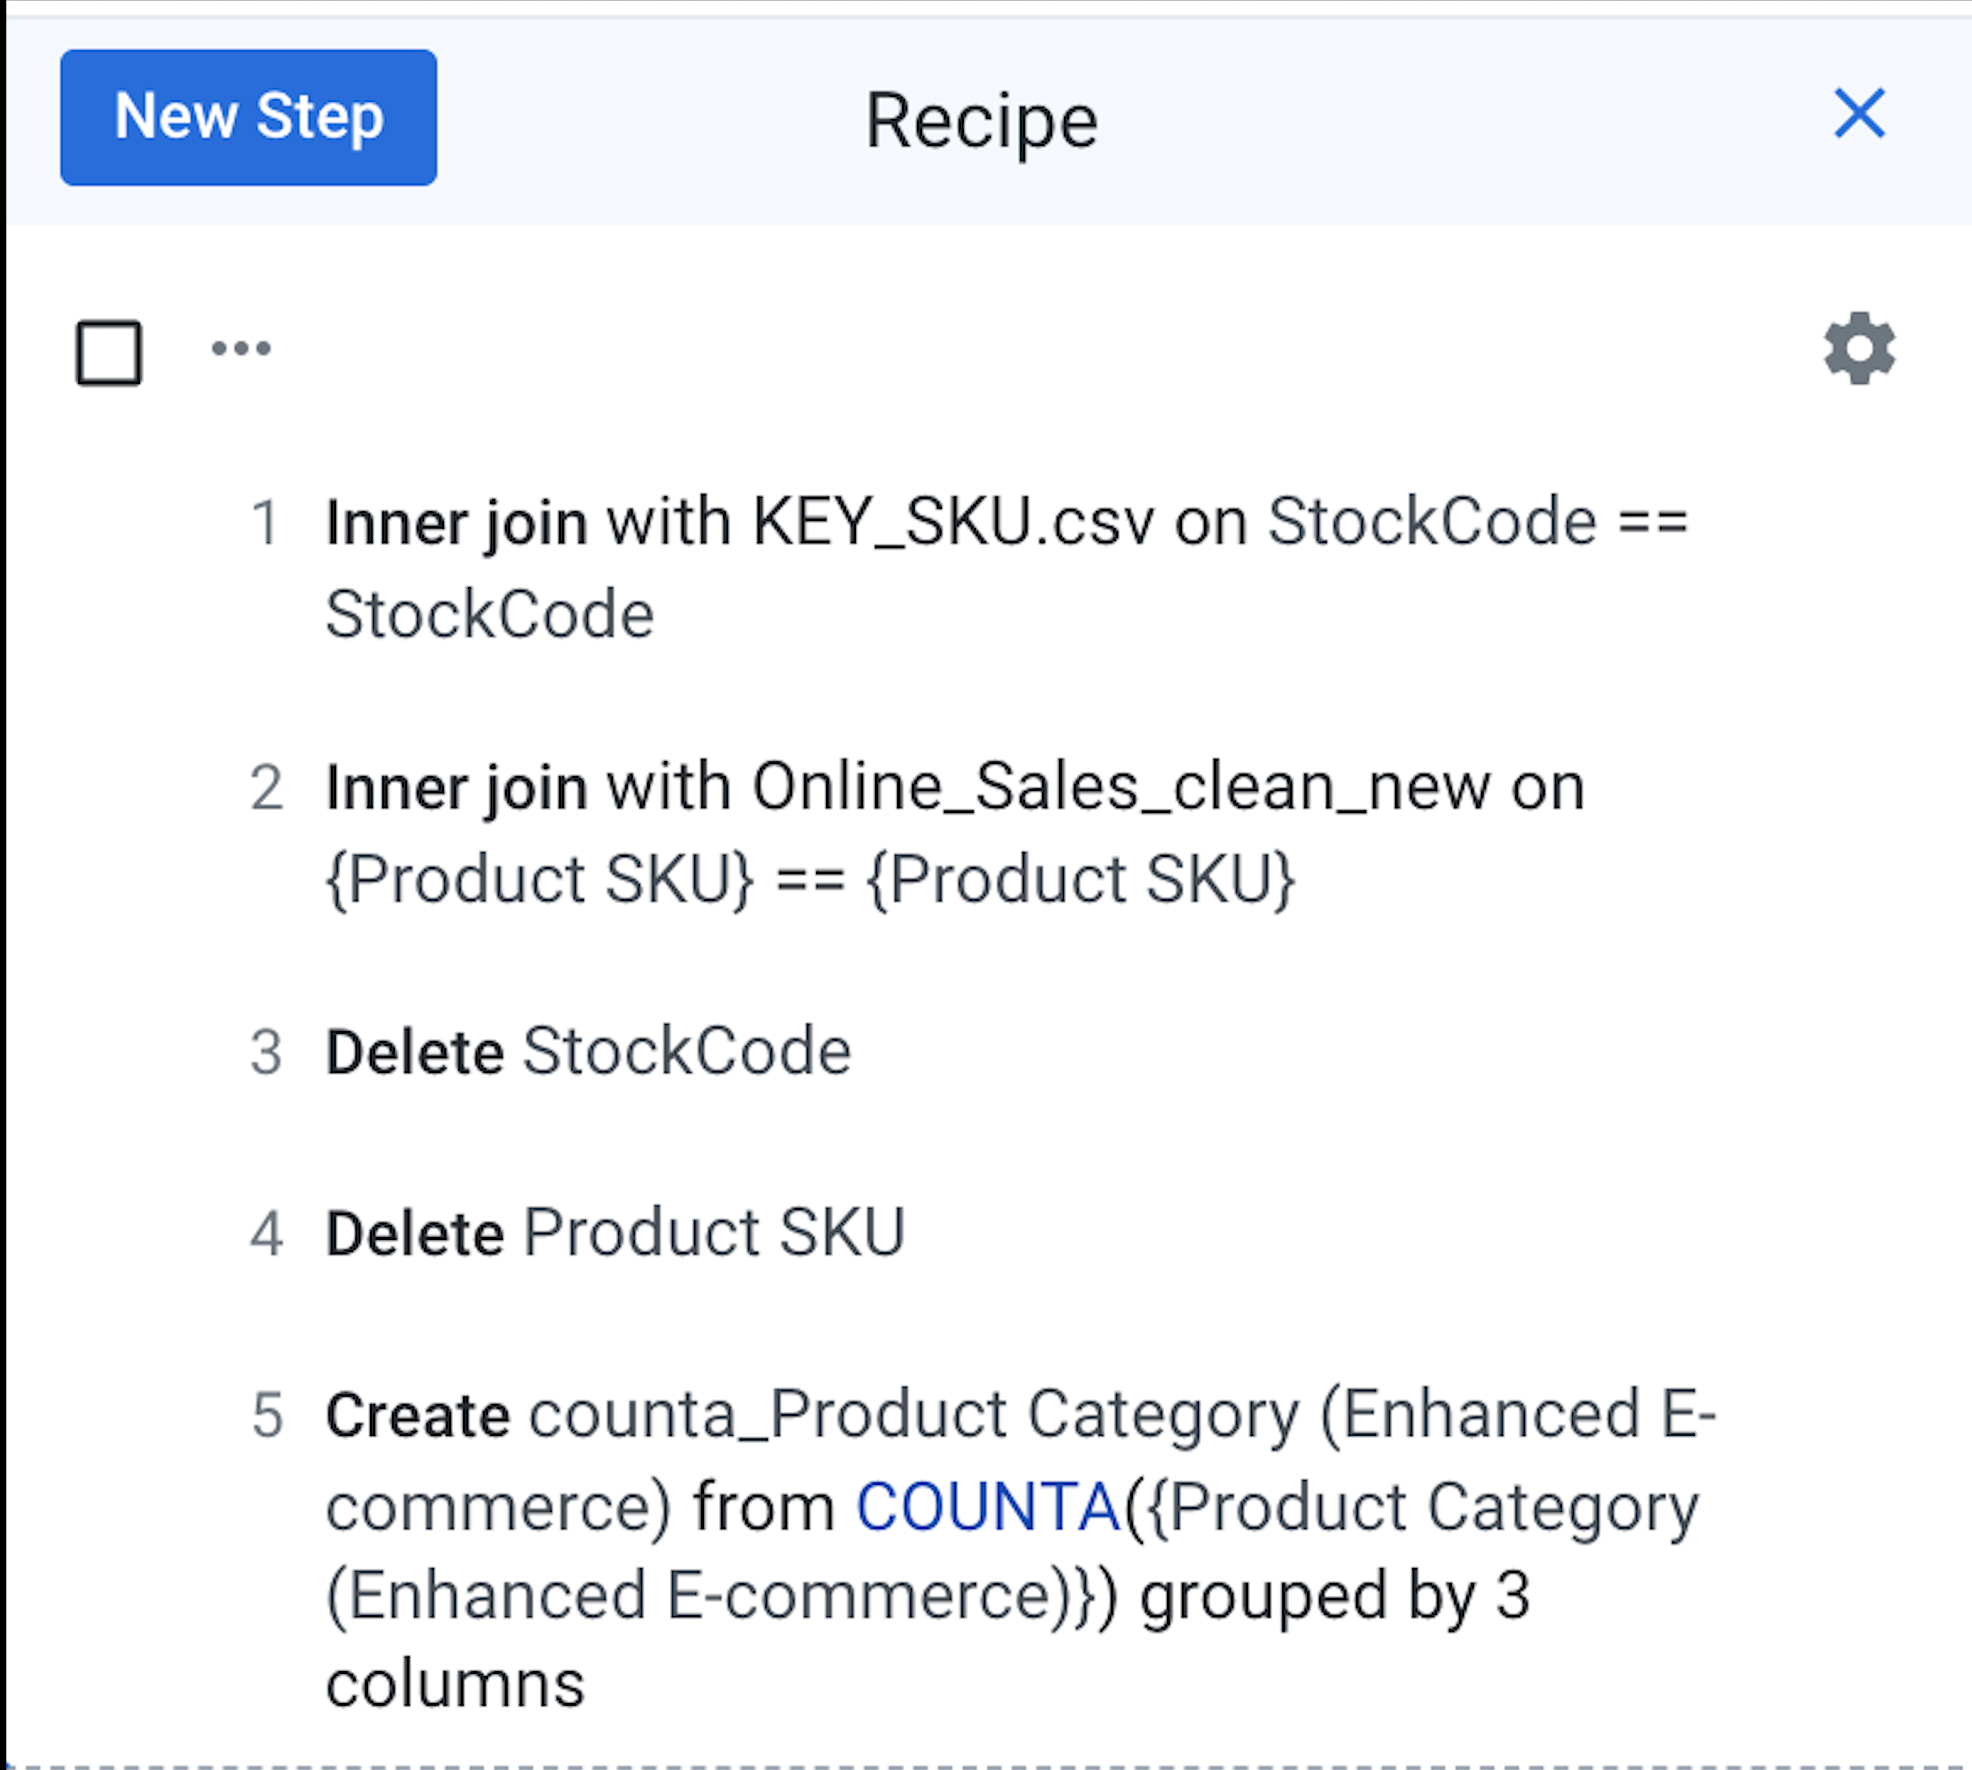 New Step
Recipe
1 Inner join with KEY_SKU.csv on StockCode ==
StockCode
2 Inner join with Online_Sales_clean_new on
{Product SKU} == {Product SKU}
3 Delete StockCode
4 Delete Product SKU
5 Create counta_Product Category (Enhanced E-
commerce) from COUNTA({Product Category
(Enhanced E-commerce)}) grouped by 3
columns